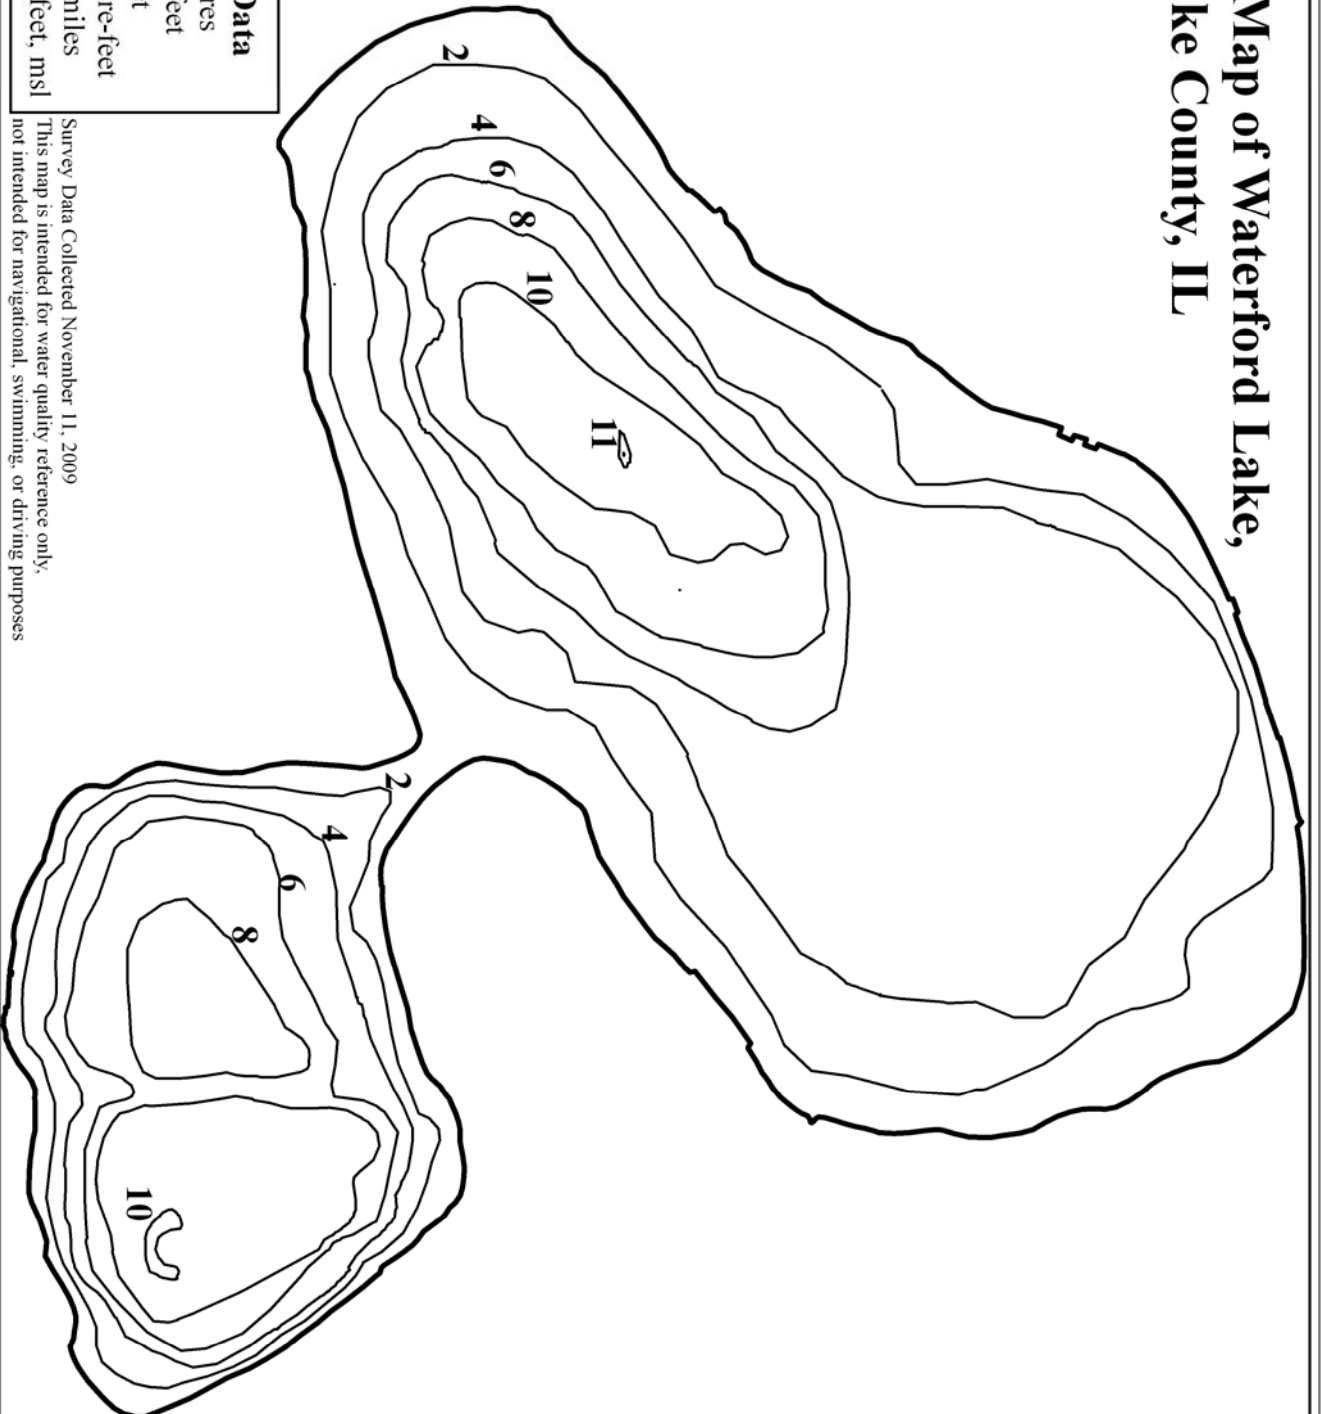 Map of Waterford Lake,
ke County, IL
2
4
6
8
10
11
2
4
6
8
10
Data
res
feet
t
re-feet
miles
feet, msl
Survey Data Collected November 11, 2009
This map is intended for water quality reference only,
not intended for navigational, swimming, or driving purposes